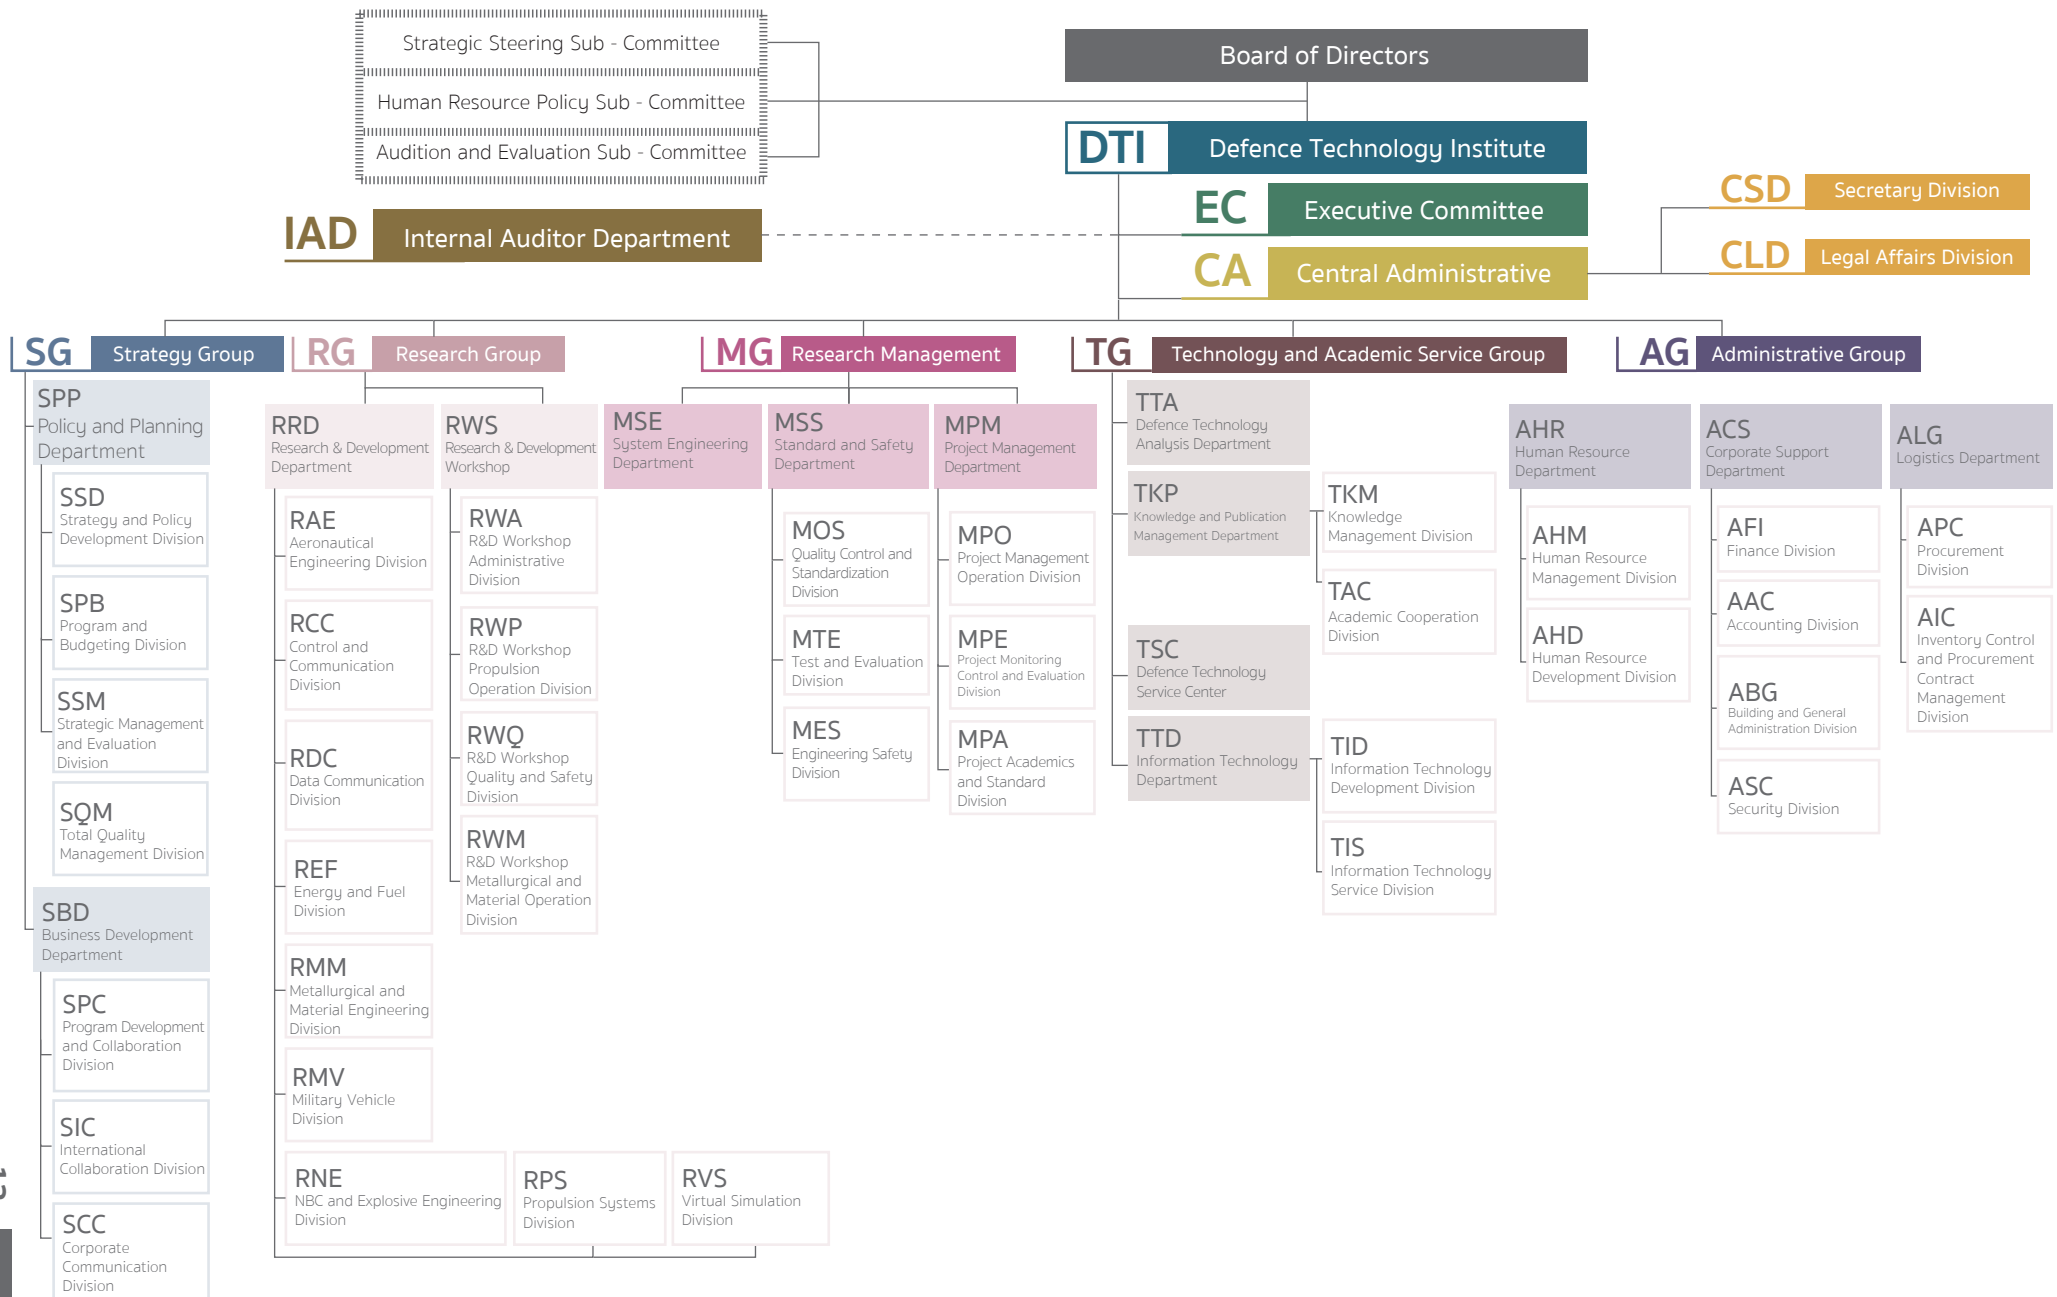 Strategic Steering Sub - Committee
Human Resource Policy Sub - Committee
Audition and Evaluation Sub - Committee
Board of Directors
DTI Defence Technology Institute
EC Executive Committee
CA Central Administrative
CSD Secretary Division
CLD Legal Affairs Division
IAD Internal Auditor Department
SG Strategy Group
RG Research Group
MG Research Management
TG Technology and Academic Service Group
AG Administrative Group
SPP
Policy and Planning
Department
SSD
Strategy and Policy
Development Division
SPB
Program and
Budgeting Division
SSM
Strategic Management
and Evaluation
Division
SQM
Total Quality
Management Division
SBD
Business Development
Department
SPC
Program Development
and Collaboration
Division
SIC
International
Collaboration Division
SCC
Corporate
Communication
Division
RRD
Research & Development
Department
RAE
Aeronautical
Engineering Division
RCC
Control and
Communication
Division
RDC
Data Communication
Division
REF
Energy and Fuel
Division
RMM
Metallurgical and
Material Engineering
Division
RMV
Military Vehicle
Division
RNE
NBC and Explosive Engineering
Division
RPS
Propulsion Systems
Division
RVS
Virtual Simulation
Division
RWS
Research & Development
Workshop
RWA
R&D Workshop
Administrative
Division
RWP
R&D Workshop
Propulsion
Operation Division
RWQ
R&D Workshop
Quality and Safety
Division
RWM
R&D Workshop
Metallurgical and
Material Operation
Division
MSE
System Engineering
Department
MSS
Standard and Safety
Department
MOS
Quality Control and
Standardization
Division
MTE
Test and Evaluation
Division
MES
Engineering Safety
Division
MPM
Project Management
Department
MPO
Project Management
Operation Division
MPE
Project Monitoring
Control and Evaluation
Division
MPA
Project Academics
and Standard
Division
TTA
Defence Technology
Analysis Department
TKP
Knowledge and Publication
Management Department
TKM
Knowledge
Management Division
TAC
Academic Cooperation
Division
TSC
Defence Technology
Service Center
TTD
Information Technology
Department
TID
Information Technology
Development Division
TIS
Information Technology
Service Division
AHR
Human Resource
Department
AHM
Human Resource
Management Division
AHD
Human Resource
Development Division
ACS
Corporate Support
Department
AFI
Finance Division
AAC
Accounting Division
ABG
Building and General
Administration Division
ASC
Security Division
ALG
Logistics Department
APC
Procurement
Division
AIC
Inventory Control
and Procurement
Contract
Management
Division